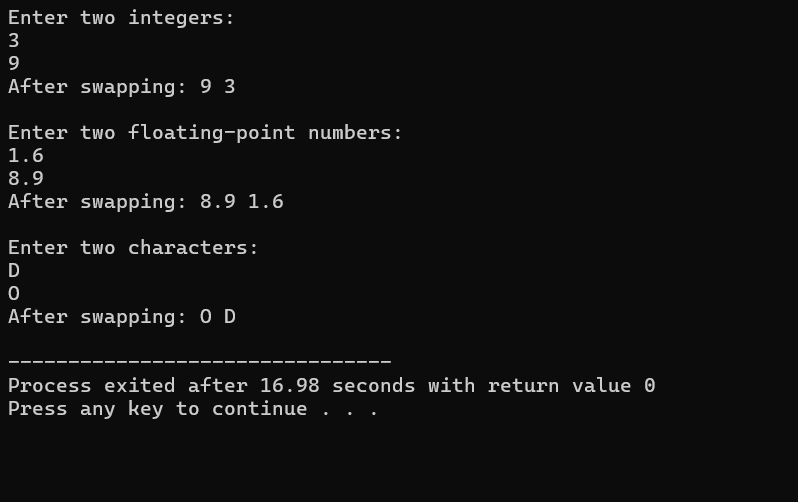 Enter two integers:
3
9
After swapping: 9 3
Enter two floating-point numbers:
1.6
8.9
After swapping: 8.9 1.6
Enter two characters:
D
O
After swapping: O D
--------------------------------
Process exited after 16.98 seconds with return value 0
Press any key to continue . . .